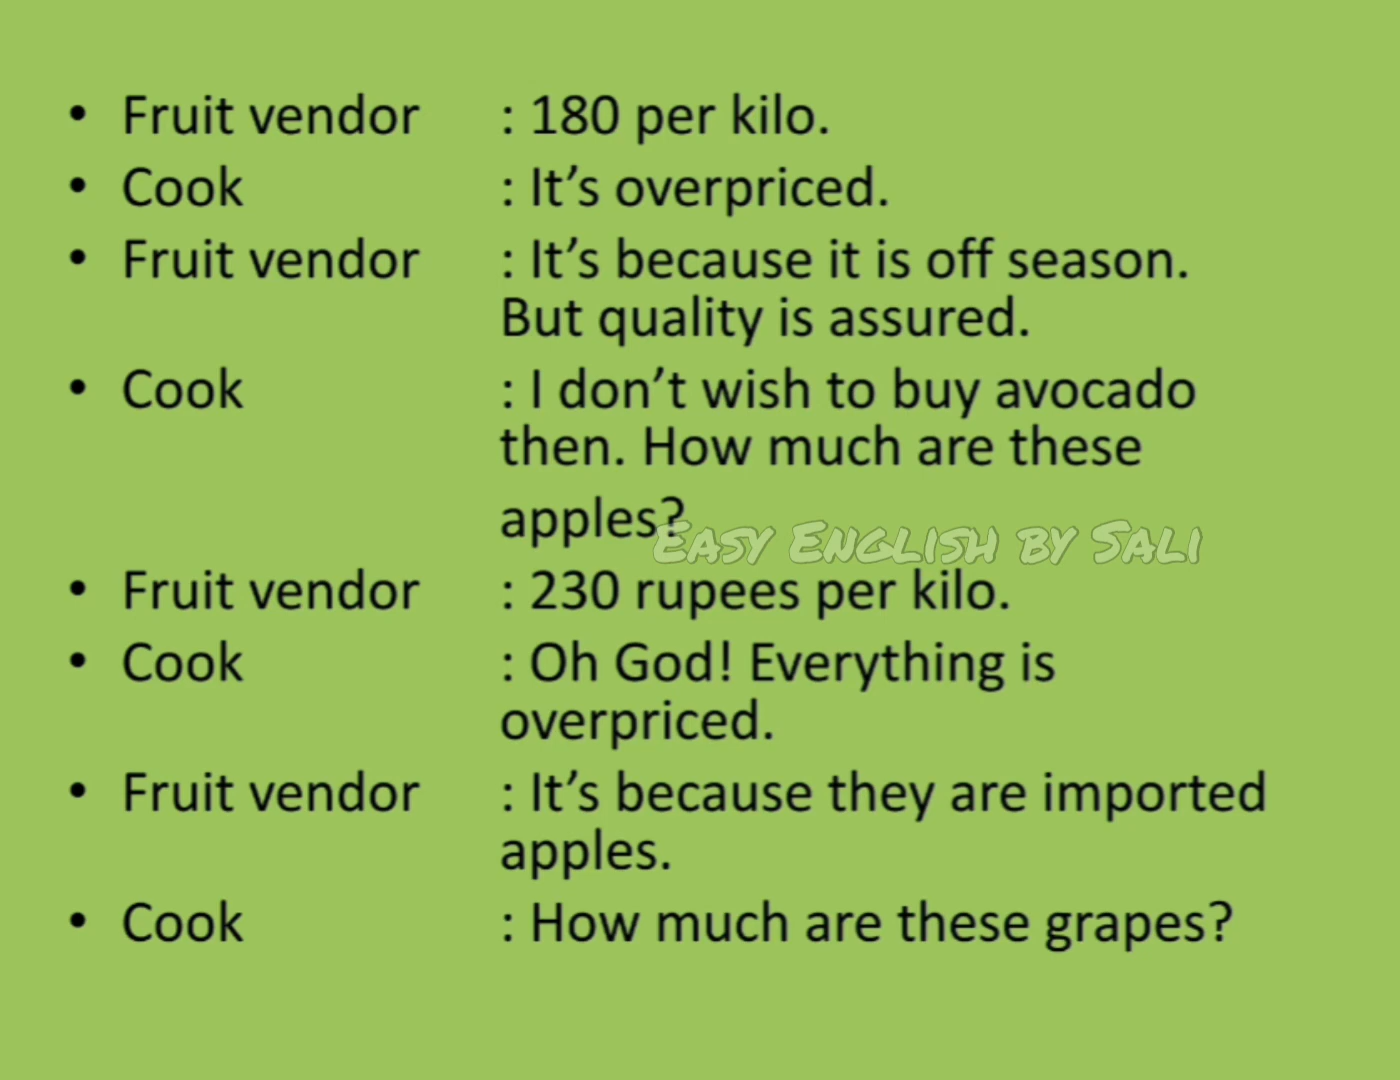 • Fruit vendor : 180 per kilo.
• Cook : It’s overpriced.
• Fruit vendor : It’s because it is off season.
But quality is assured.
• Cook : I don’t wish to buy avocado
then. How much are these
apples?
Easy English by Sali
• Fruit vendor : 230 rupees per kilo.
• Cook : Oh God! Everything is
overpriced.
• Fruit vendor : It’s because they are imported
apples.
• Cook : How much are these grapes?